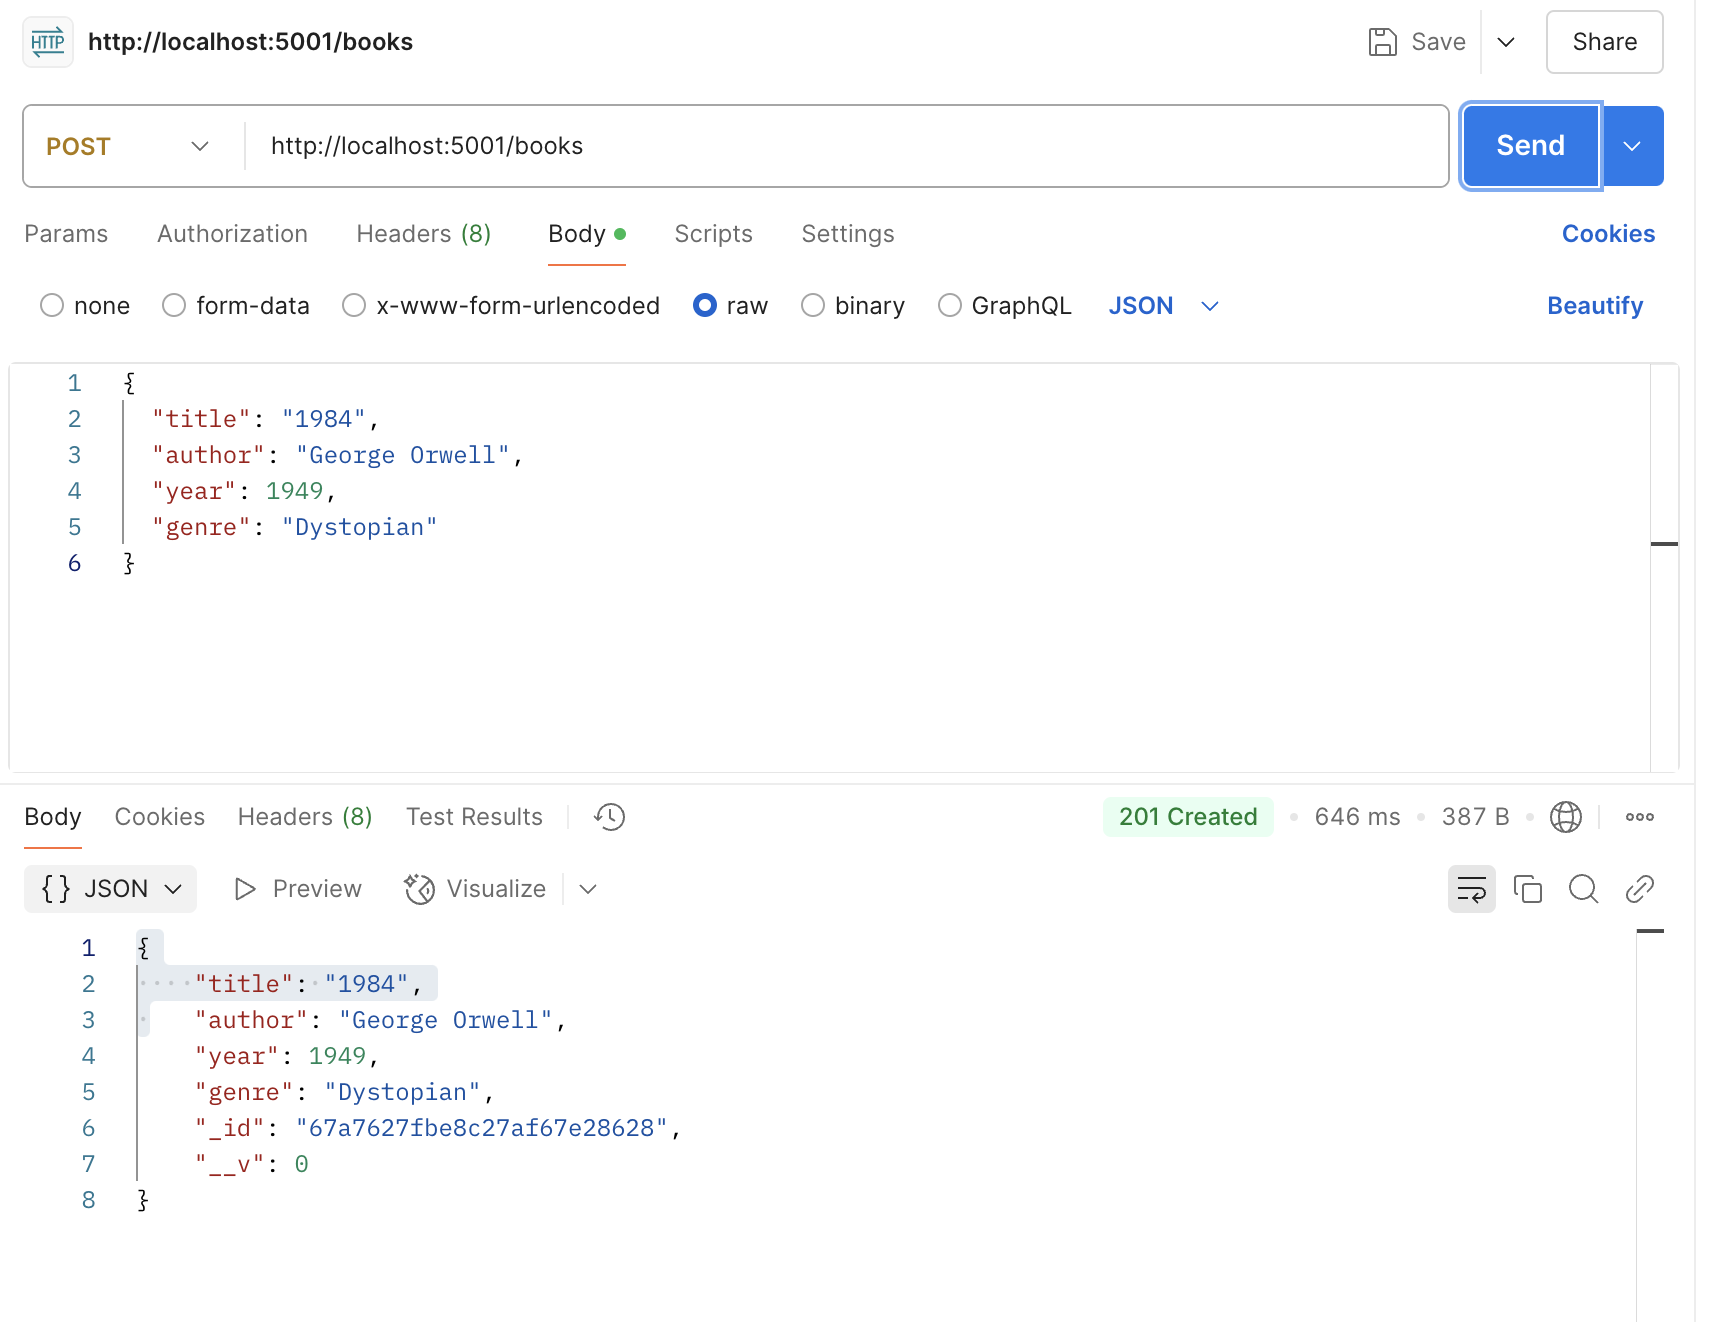 HTTP http://localhost:5001/books Save Share
POST http://localhost:5001/books Send
Params Authorization Headers (8) Body Scripts Settings Cookies
none form-data x-www-form-urlencoded raw binary GraphQL JSON Beautify
1 {
2 "title": "1984",
3 "author": "George Orwell",
4 "year": 1949,
5 "genre": "Dystopian"
6 }
Body Cookies Headers (8) Test Results 201 Created • 646 ms • 387 B •
{} JSON Preview Visualize
1 {
2 "title": "1984",
3 "author": "George Orwell",
4 "year": 1949,
5 "genre": "Dystopian",
6 "_id": "67a7627fbe8c27af67e28628",
7 "__v": 0
8 }